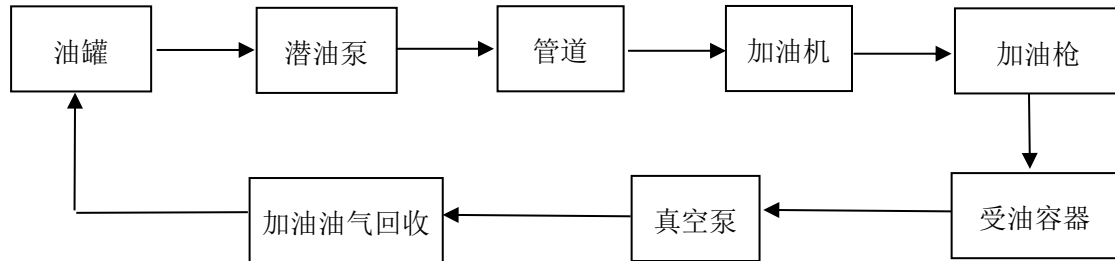 油罐
潜油泵
管道
加油机
加油枪
加油油气回收
真空泵
受油容器